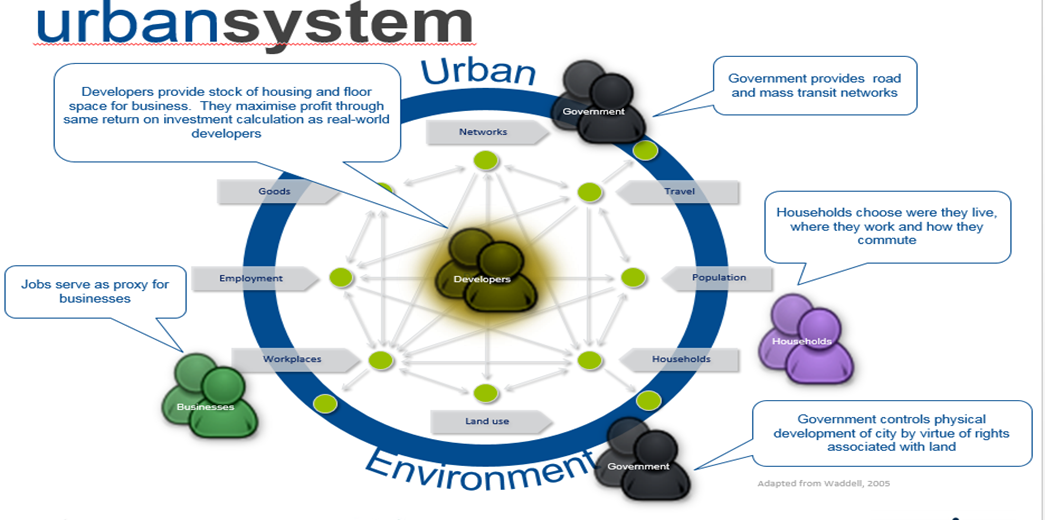 urbansystem
Urban
Developers provide stock of housing and floor
space for business. They maximise profit through
same return on investment calculation as real-world
developers
Government
Government provides road
and mass transit networks
Networks
Goods
Travel
Households choose were they live,
where they work and how they
commute
Employment
Developers
Population
Jobs serve as proxy for
businesses
Households
Workplaces
Households
Businesses
Land use
Government controls physical
development of city by virtue of rights
associated with land
Environment
Government
Adapted from Waddell, 2005